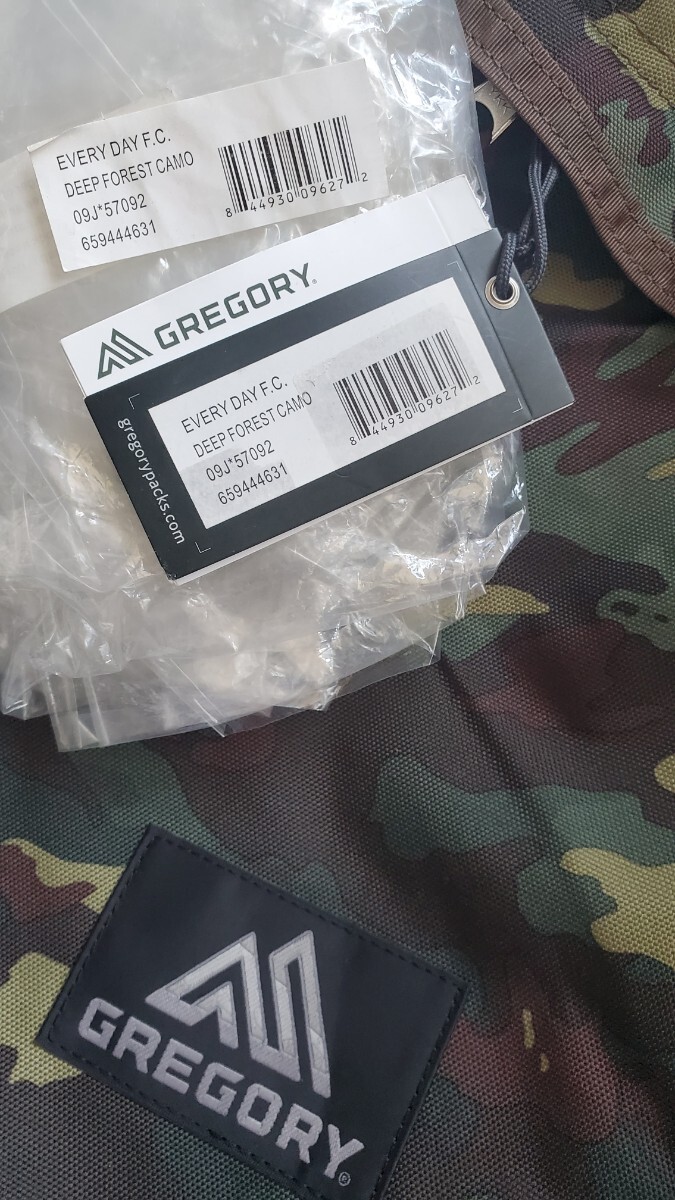 EVERY DAY F.C.
DEEP FOREST CAMO
09J*57092
659444631
8 44930 09627 2
GREGORY®
EVERY DAY F.C.
DEEP FOREST CAMO
09J*57092
659444631
8 44930 09627 2
gregorypacks.com
GREGORY®